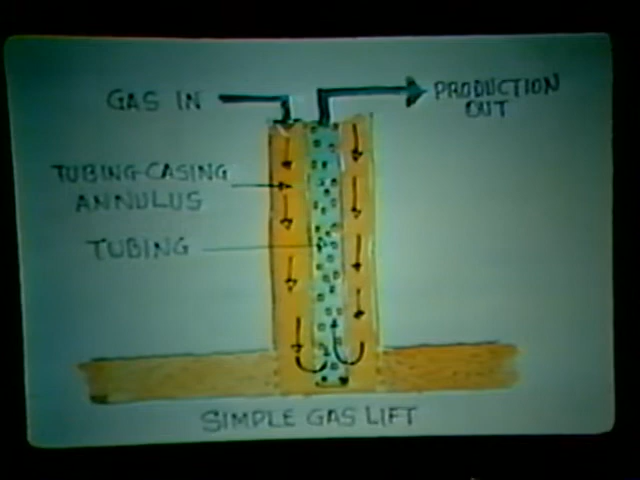 GAS IN
PRODUCTION
OUT
TUBING-CASING
ANNULUS
TUBING
SIMPLE GAS LIFT